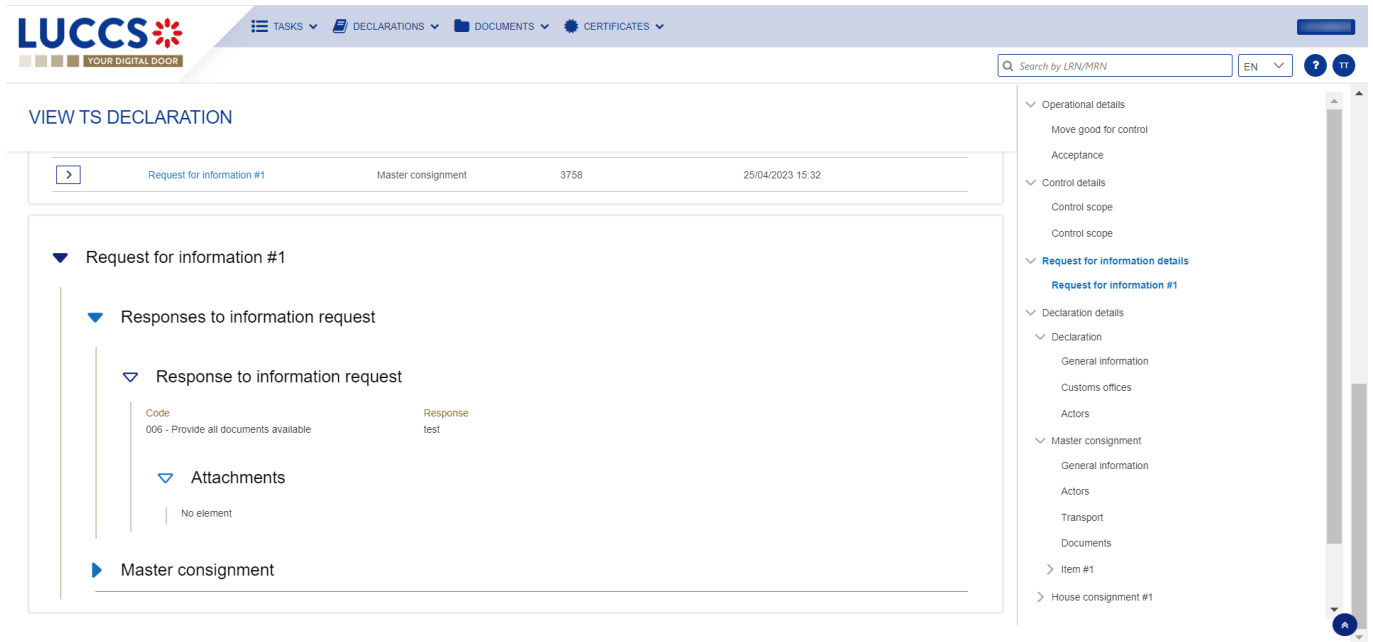 LUCCS
YOUR DIGITAL DOOR
TASKS
DECLARATIONS
DOCUMENTS
CERTIFICATES
Search by LRN/MRN
EN
?
TT
VIEW TS DECLARATION
Request for information #1 Master consignment 3758 25/04/2023 15:32
Request for information #1
Responses to information request
Response to information request
Code Response
006 - Provide all documents available test
Attachments
No element
Master consignment
Operational details
Move good for control
Acceptance
Control details
Control scope
Control scope
Request for information details
Request for information #1
Declaration details
Declaration
General information
Customs offices
Actors
Master consignment
General information
Actors
Transport
Documents
Item #1
House consignment #1